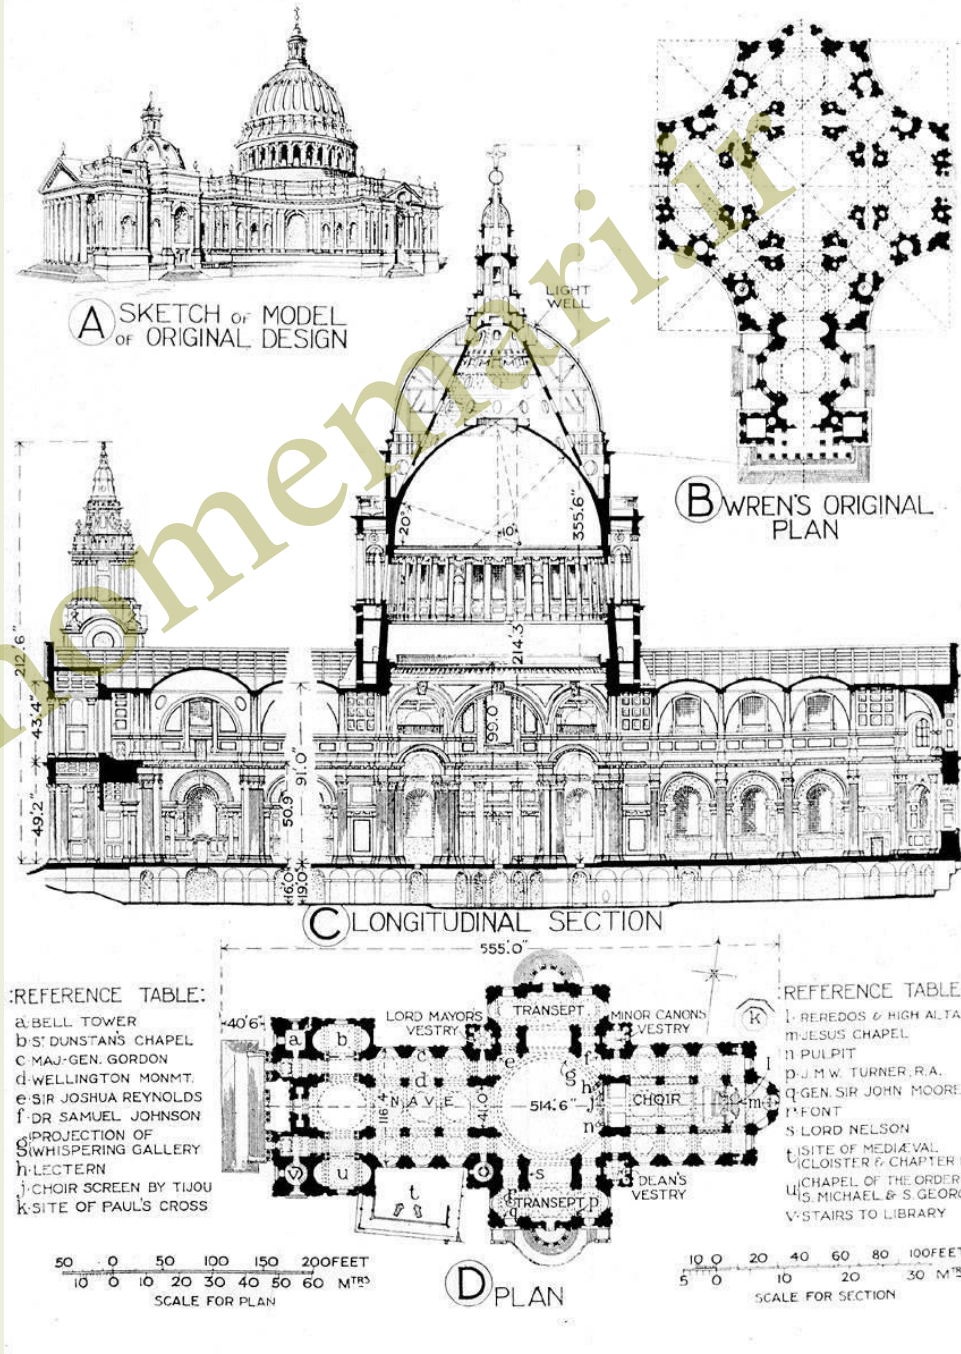 A SKETCH OF MODEL
OF ORIGINAL DESIGN
LIGHT
WELL
B WREN'S ORIGINAL
PLAN
homemari.ir
20°
10'
355'.6"
214.3
212'.6"
43'.4"
49'.2"
99'.0"
91'.0"
50'.9"
16'.0"
19'.0"
C LONGITUDINAL SECTION
555'.0"
:REFERENCE TABLE:
a·BELL TOWER
b·ST DUNSTAN'S CHAPEL
c·MAJ·GEN. GORDON
d·WELLINGTON MONMT.
e·SIR JOSHUA REYNOLDS
f·DR SAMUEL JOHNSON
g PROJECTION OF
WHISPERING GALLERY
h·LECTERN
j·CHOIR SCREEN BY TIJOU
k·SITE OF PAUL'S CROSS
40'6"
LORD MAYOR'S
VESTRY
TRANSEPT
MINOR CANONS
VESTRY
NAVE
116'.4
41'.0"
514'.6"
CHOIR
DEAN'S
VESTRY
TRANSEPT
a
b
c
d
e
f
g
h
j
k
l
m
n
o
p
q
s
t
u
v
:REFERENCE TABLE
l·REREDOS & HIGH ALTA
m·JESUS CHAPEL
n PULPIT
p·J.M.W. TURNER, R.A.
q·GEN. SIR JOHN MOORE
r·FONT
s LORD NELSON
t SITE OF MEDIÆVAL
CLOISTER & CHAPTER
u CHAPEL OF THE ORDER
S. MICHAEL & S. GEORG
v·STAIRS TO LIBRARY
50 0 50 100 150 200 FEET
10 0 10 20 30 40 50 60 MTRS
SCALE FOR PLAN
D PLAN
10 0 20 40 60 80 100FEET
5 0 10 20 30 MT
SCALE FOR SECTION